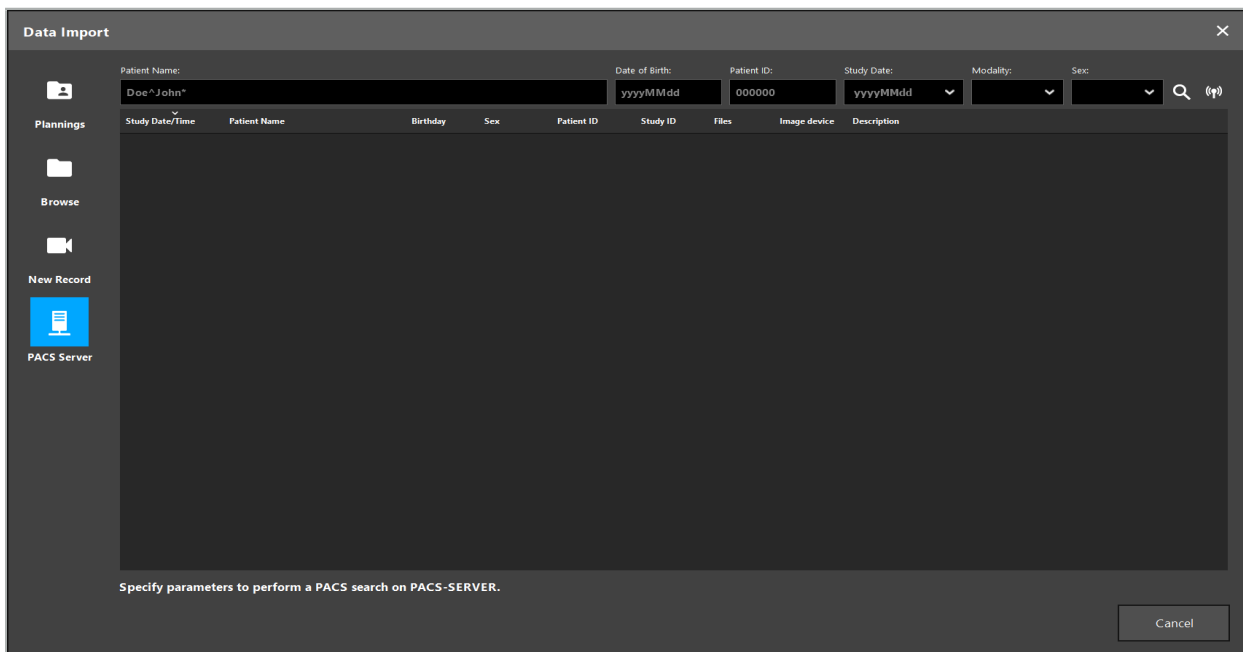 Data Import
Patient Name: Date of Birth: Patient ID: Study Date: Modality: Sex:
Doe^John* yyyyMMdd 000000 yyyyMMdd
Plannings
Study Date/Time Patient Name Birthday Sex Patient ID Study ID Files Image device Description
Browse
New Record
PACS Server
Specify parameters to perform a PACS search on PACS-SERVER.
Cancel